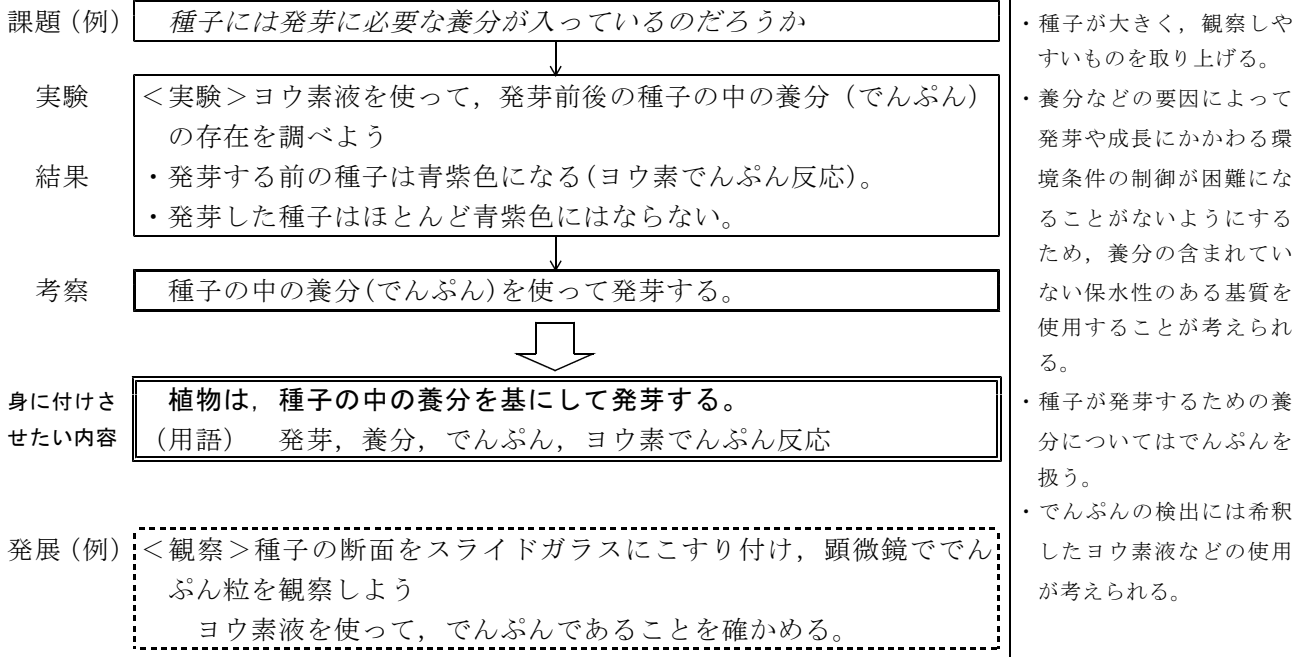 課題(例) 種子には発芽に必要な養分が入っているのだろうか
実験 <実験>ヨウ素液を使って，発芽前後の種子の中の養分（でんぷん）
の存在を調べよう
結果 ・発芽する前の種子は青紫色になる(ヨウ素でんぷん反応)。
・発芽した種子はほとんど青紫色にはならない。
考察 種子の中の養分(でんぷん)を使って発芽する。
身に付けさ
せたい内容
植物は，種子の中の養分を基にして発芽する。
(用語) 発芽，養分，でんぷん，ヨウ素でんぷん反応
発展(例) <観察>種子の断面をスライドガラスにこすり付け，顕微鏡ででん
ぷん粒を観察しよう
ヨウ素液を使って，でんぷんであることを確かめる。
・種子が大きく，観察しや
すいものを取り上げる。
・養分などの要因によって
発芽や成長にかかわる環
境条件の制御が困難にな
ることがないようにする
ため，養分の含まれてい
ない保水性のある基質を
使用することが考えられ
る。
・種子が発芽するための養
分についてはでんぷんを
扱う。
・でんぷんの検出には希釈
したヨウ素液などの使用
が考えられる。